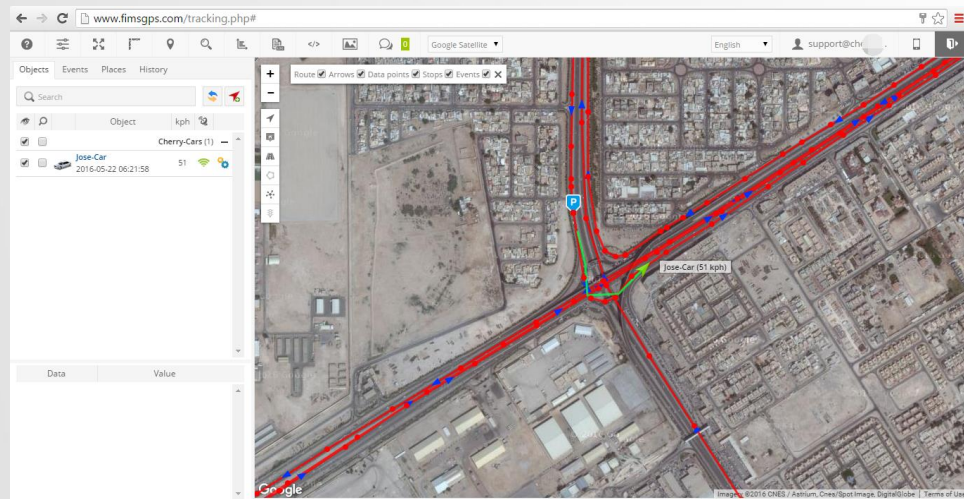 www.fimsgps.com/tracking.php#
</>
0
Google Satellite
English
support@che
Objects Events Places History
Search
Object kph
Cherry-Cars (1)
Jose-Car
2016-05-22 06:21:58
51
Data Value
+
Route Arrows Data points Stops Events
-
P
Jose-Car (51 kph)
Google
Imagery ©2016 CNES / Astrium, Cnes/Spot Image, DigitalGlobe
Terms of Use